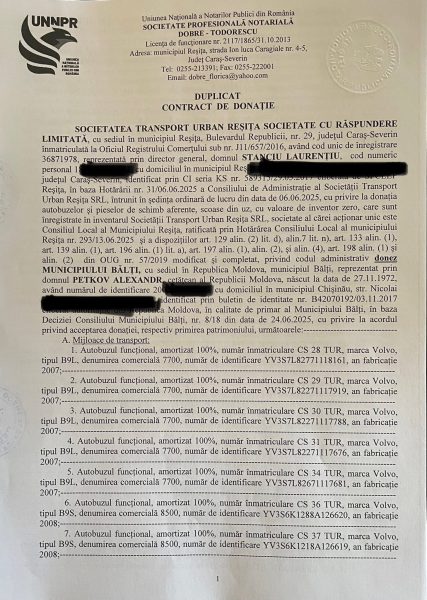 UNNPR
UNIUNEA
NAȚIONALĂ
A NOTARILOR PUBLICI
DIN ROMÂNIA
Uniunea Națională a Notarilor Publici din România
SOCIETATE PROFESIONALĂ NOTARIALĂ
DOBRE - TODORESCU
Licența de funcționare nr. 2117/1865/31.10.2013
Adresa: municipiul Reșița, strada Ion Luca Caragiale nr. 4-5,
Județ Caraș-Severin
Tel: 0255-213391; Fax: 0255-222001
Email: dobre_florica@yahoo.com
DUPLICAT
CONTRACT DE DONAȚIE
SOCIETATEA TRANSPORT URBAN REȘIȚA SOCIETATE CU RĂSPUNDERE
LIMITATĂ, cu sediul în municipiul Reșița, Bulevardul Republicii, nr. 29, județul Caraș-Severin
înmatriculată la Oficiul Registrului Comerțului sub nr. J11/657/2016, având cod unic de înregistrare
36871978, reprezentată prin director general, domnul STANCIU LAURENȚIU, cod numeric
personal 1 cu domiciliul în municipiul Reșița
județul Caraș-Severin, identificat prin CI seria KS nr.
Reșița, în baza Hotărârii nr. 31/06.06.2025 a Consiliului de Administrație al Societății Transport
Urban Reșița SRL, întrunit în ședința ordinară de lucru din data de 06.06.2025, cu privire la donația
autobuzelor și pieselor de schimb aferente, scoase din uz, cu valoare de inventor zero, care sunt
înregistrate în inventarul Societății Transport Urban Reșița SRL, societate al cărei acționar unic este
Consiliul Local al Municipiului Reșița, ratificată prin Hotărârea Consiliului Local al municipiului
Reșița nr. 293/13.06.2025 și a dispozițiilor art. 129 alin. (2) lit d), alin.7 lit. n), art. 133 alin. (1),
art. 139 alin. (1), art. 196 alin. (1) lit. a), art. 197 alin. (1), alin. (2), și alin. (4), art. 198 alin. (1) și
alin. (2) din OUG nr. 57/2019 modificat și completat, privind codul administrativ donez
MUNICIPIULUI BĂLȚI, cu sediul în Republica Moldova, municipiul Bălți, reprezentat prin
domnul PETKOV ALEXANDR, cetățean al Republicii Moldova, născut la data de 27.11.1972,
având numărul de identificare 20 cu domiciliul în municipiul Chișinău, str. Nicolai
identificat prin buletin de identitate nr. B42070192/03.11.2017
Republica Moldova, în calitate de primar al Municipiului Bălți, în baza
Deciziei Consiliului Municipiului Bălți, nr. 8/18 din data de 24.06.2025, cu privire la acordul
privind acceptarea donației, respectiv primirea patrimoniului, următoarele:
A. Mijloace de transport:
1. Autobuzul funcțional, amortizat 100%, număr înmatriculare CS 28 TUR, marca Volvo,
tipul B9L, denumirea comercială 7700, număr de identificare YV3S7L82771118161, an fabricație
2007;
2. Autobuzul funcțional, amortizat 100%, număr înmatriculare CS 29 TUR, marca Volvo,
tipul B9L, denumirea comercială 7700, număr de identificare YV3S7L82271117919, an fabricație
2007;
3. Autobuzul funcțional, amortizat 100%, număr înmatriculare CS 30 TUR, marca Volvo,
tipul B9L, denumirea comercială 7700, număr de identificare YV3S7L82271117788, an fabricație
2007;
4. Autobuzul funcțional, amortizat 100%, număr înmatriculare CS 31 TUR, marca Volvo,
tipul B9L, denumirea comercială 7700, număr de identificare YV3S7L82271117676, an fabricație
2007;
5. Autobuzul funcțional, amortizat 100%, număr înmatriculare CS 34 TUR, marca Volvo,
tipul B9L, denumirea comercială 7700, număr de identificare YV3S7L82671117681, an fabricație
2007;
6. Autobuzul funcțional, amortizat 100%, număr înmatriculare CS 36 TUR, marca Volvo,
tipul B9S, denumirea comercială 8500, număr de identificare YV3S6K1288A126620, an fabricație
2008;
7. Autobuzul funcțional, amortizat 100%, număr înmatriculare CS 37 TUR, marca Volvo,
tipul B9S, denumirea comercială 8500, număr de identificare YV3S6K1218A126619, an fabricație
2008;
1